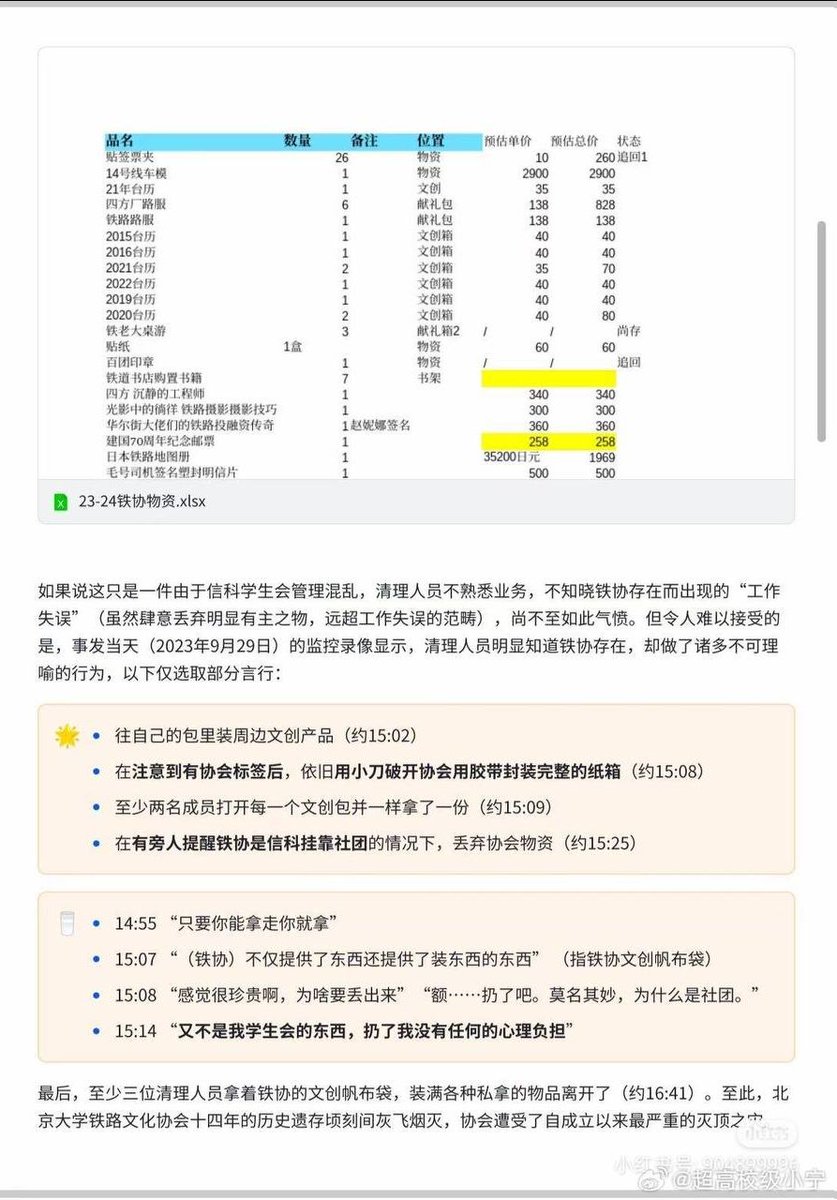 品名 数量 备注 位置 预估单价 预估总价 状态
贴签票夹 26 物资 10 260 追回1
14号线车模 1 物资 2900 2900
21年台历 1 文创 35 35
四方厂路服 6 献礼包 138 828
铁路路服 1 献礼包 138 138
2015台历 1 文创箱 40 40
2016台历 1 文创箱 40 40
2021台历 2 文创箱 35 70
2022台历 1 文创箱 40 40
2019台历 1 文创箱 40 40
2020台历 2 文创箱 40 80
铁老大桌游 3 献礼箱2 / / 尚存
贴纸 1盒 物资 60 60
百团印章 1 物资 / / 追回
铁道书店购置书籍 7 书架
四方 沉静的工程师 1 340 340
光影中的徜徉 铁路摄影摄影技巧 1 300 300
华尔街大佬们的铁路投融资传奇 1 赵妮娜签名 360 360
建国70周年纪念邮票 1 258 258
日本铁路地图册 1 35200日元 1969
毛号司机签名塑封明信片 1 500 500
23-24铁协物资.xlsx
如果说这只是一件由于信科学生会管理混乱，清理人员不熟悉业务，不知晓铁协存在而出现的“工作
失误”（虽然肆意丢弃明显有主之物，远超工作失误的范畴），尚不至如此气愤。但令人难以接受的
是，事发当天（2023年9月29日）的监控录像显示，清理人员明显知道铁协存在，却做了诸多不可理
喻的行为，以下仅选取部分言行：
• 往自己的包里装周边文创产品（约15:02）
• 在注意到有协会标签后，依旧用小刀破开协会用胶带封装完整的纸箱（约15:08）
• 至少两名成员打开每一个文创包并一样拿了一份（约15:09）
• 在有旁人提醒铁协是信科挂靠社团的情况下，丢弃协会物资（约15:25）
• 14:55 “只要你能拿走你就拿”
• 15:07 “（铁协）不仅提供了东西还提供了装东西的东西”（指铁协文创帆布袋）
• 15:08 “感觉很珍贵啊，为啥要丢出来”“额……扔了吧。莫名其妙，为什么是社团。”
• 15:14 “又不是我学生会的东西，扔了我没有任何的心理负担”
最后，至少三位清理人员拿着铁协的文创帆布袋，装满各种私拿的物品离开了（约16:41）。至此，北
京大学铁路文化协会十四年的历史遗存顷刻间灰飞烟灭，协会遭受了自成立以来最严重的灭顶之灾
小红书
@超高校级小宁